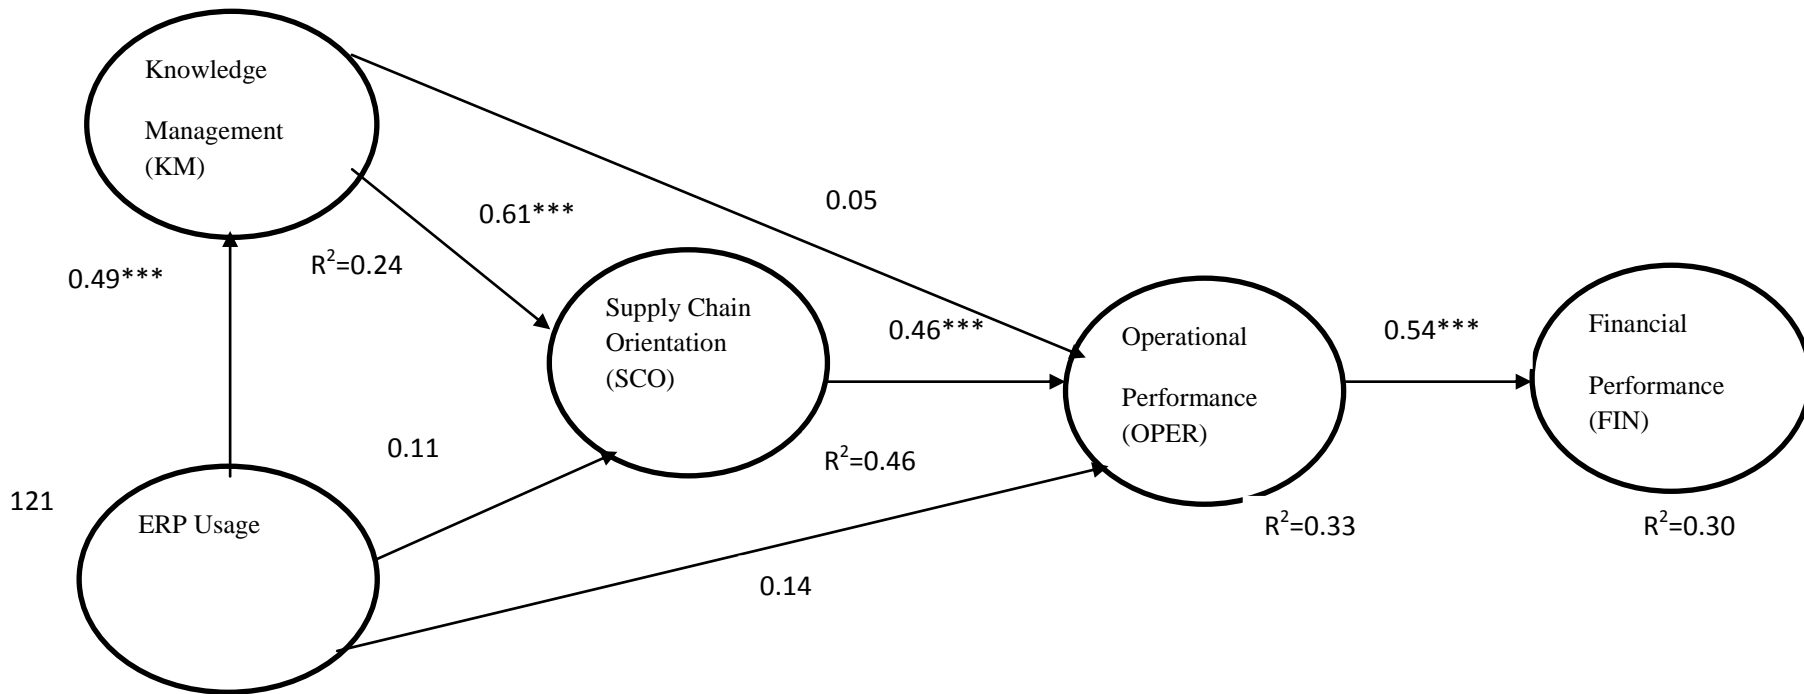 Knowledge
Management
(KM)
0.05
0.61***
R²=0.24
0.49***
Supply Chain
Orientation
(SCO)
0.46***
Operational
Performance
(OPER)
0.54***
Financial
Performance
(FIN)
0.11
R²=0.46
121
ERP Usage
R²=0.33
R²=0.30
0.14